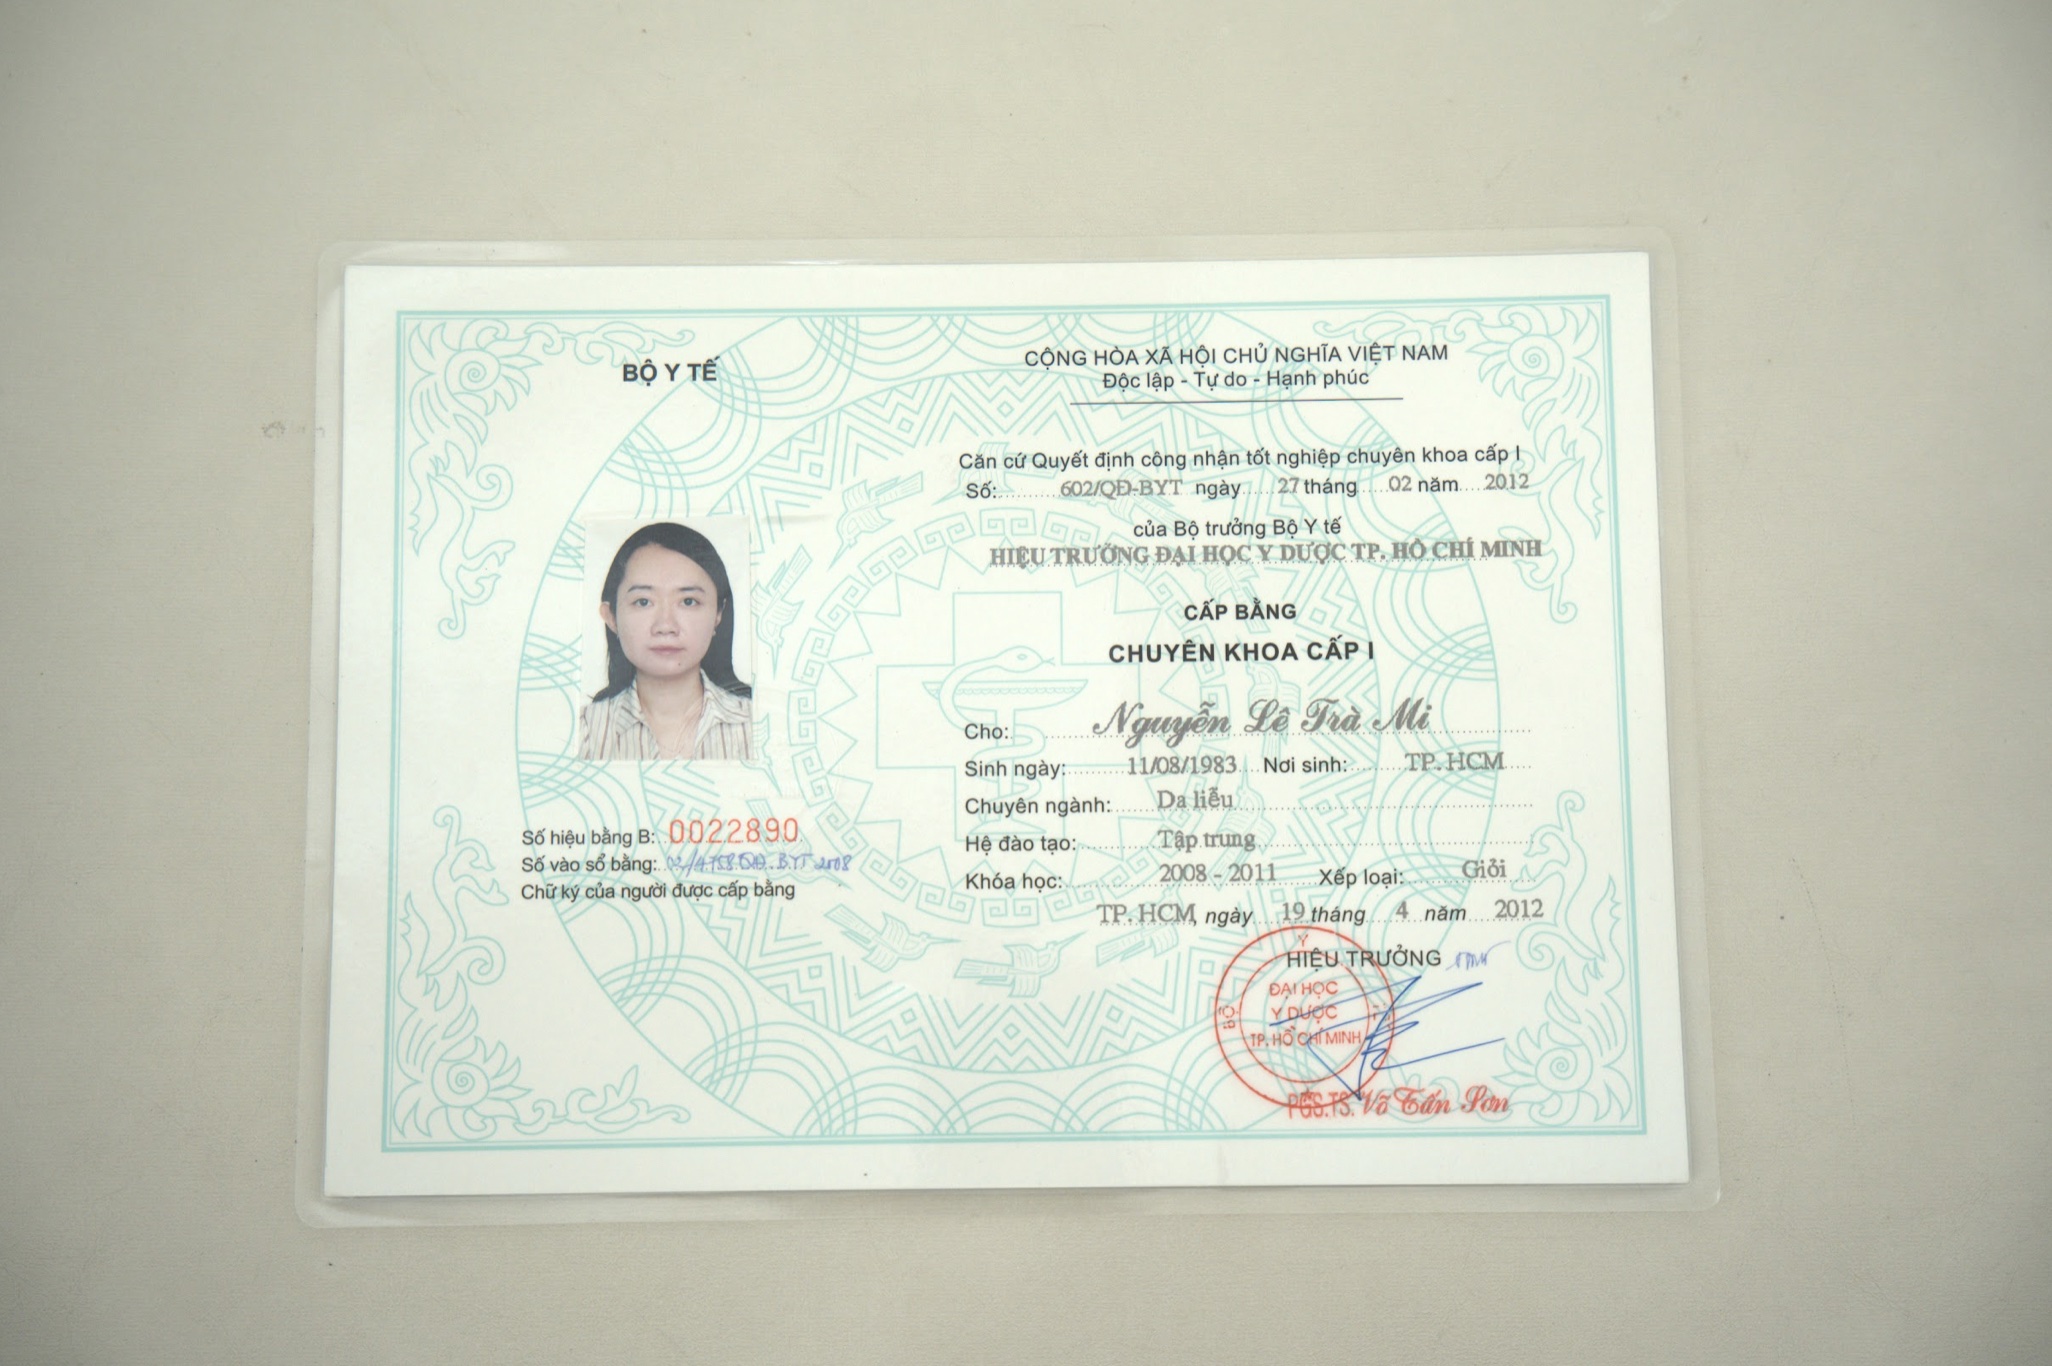 BỘ Y TẾ
Số hiệu bằng B: 0022890
Số vào sổ bằng:
Chữ ký của người được cấp bằng
CỘNG HÒA XÃ HỘI CHỦ NGHĨA VIỆT NAM
Độc lập - Tự do - Hạnh phúc
Căn cứ Quyết định công nhận tốt nghiệp chuyên khoa cấp I
Số: 602/QĐ-BYT ngày 27 tháng 02 năm 2012
của Bộ trưởng Bộ Y tế
HIỆU TRƯỞNG ĐẠI HỌC Y DƯỢC TP. HỒ CHÍ MINH
CẤP BẰNG
CHUYÊN KHOA CẤP I
Cho: Nguyễn Lê Trà Mi
Sinh ngày: 11/08/1983 Nơi sinh: TP. HCM
Chuyên ngành: Da liễu
Hệ đào tạo: Tập trung
Khóa học: 2008 - 2011 Xếp loại: Giỏi
TP. HCM, ngày 19 tháng 4 năm 2012
HIỆU TRƯỞNG
BỘ Y
ĐẠI HỌC
Y DƯỢC
TP. HỒ CHÍ MINH
PGS.TS. Võ Tấn Sơn